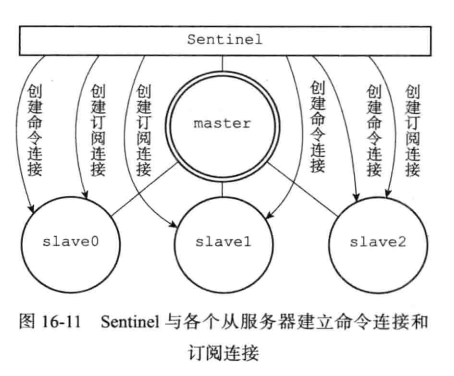 Sentinel
创建命令连接
创建订阅连接
创建订阅连接
创建命令连接
创建命令连接
创建订阅连接
master
slave0
slave1
slave2
图 16-11 Sentinel 与各个从服务器建立命令连接和
订阅连接